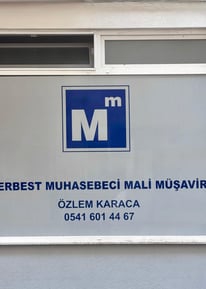 Mm
ERBEST MUHASEBECİ MALİ MÜŞAVİR
ÖZLEM KARACA
0541 601 44 67